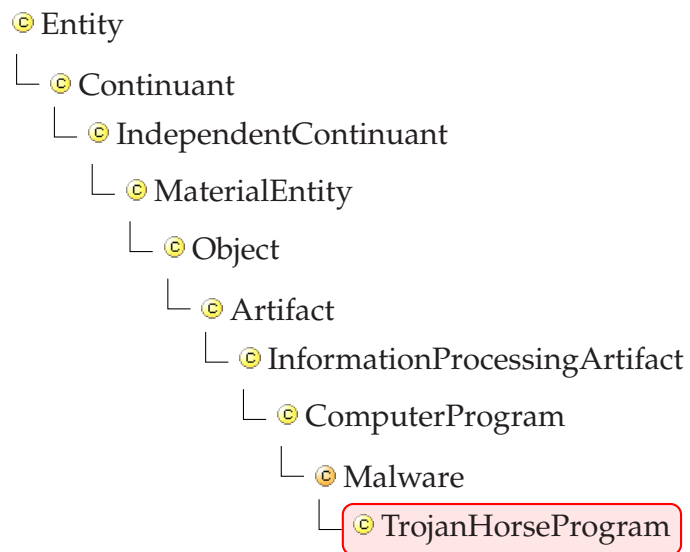 Entity
Continuant
IndependentContinuant
MaterialEntity
Object
Artifact
InformationProcessingArtifact
ComputerProgram
Malware
TrojanHorseProgram